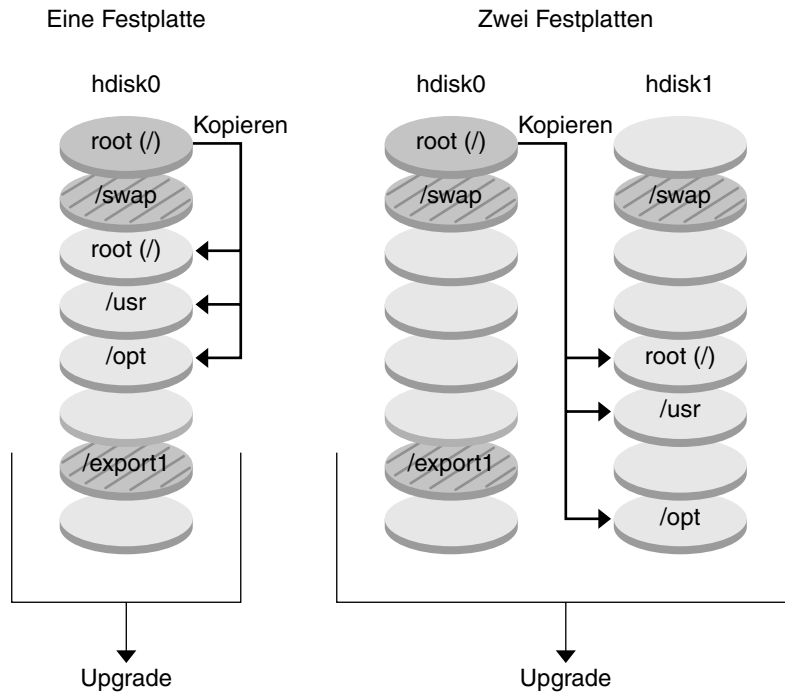 Eine Festplatte
hdisk0
root (/)
Kopieren
/swap
root (/)
/usr
/opt
/export1
Upgrade
Zwei Festplatten
hdisk0
hdisk1
root (/)
Kopieren
/swap
/swap
root (/)
/usr
/export1
/opt
Upgrade